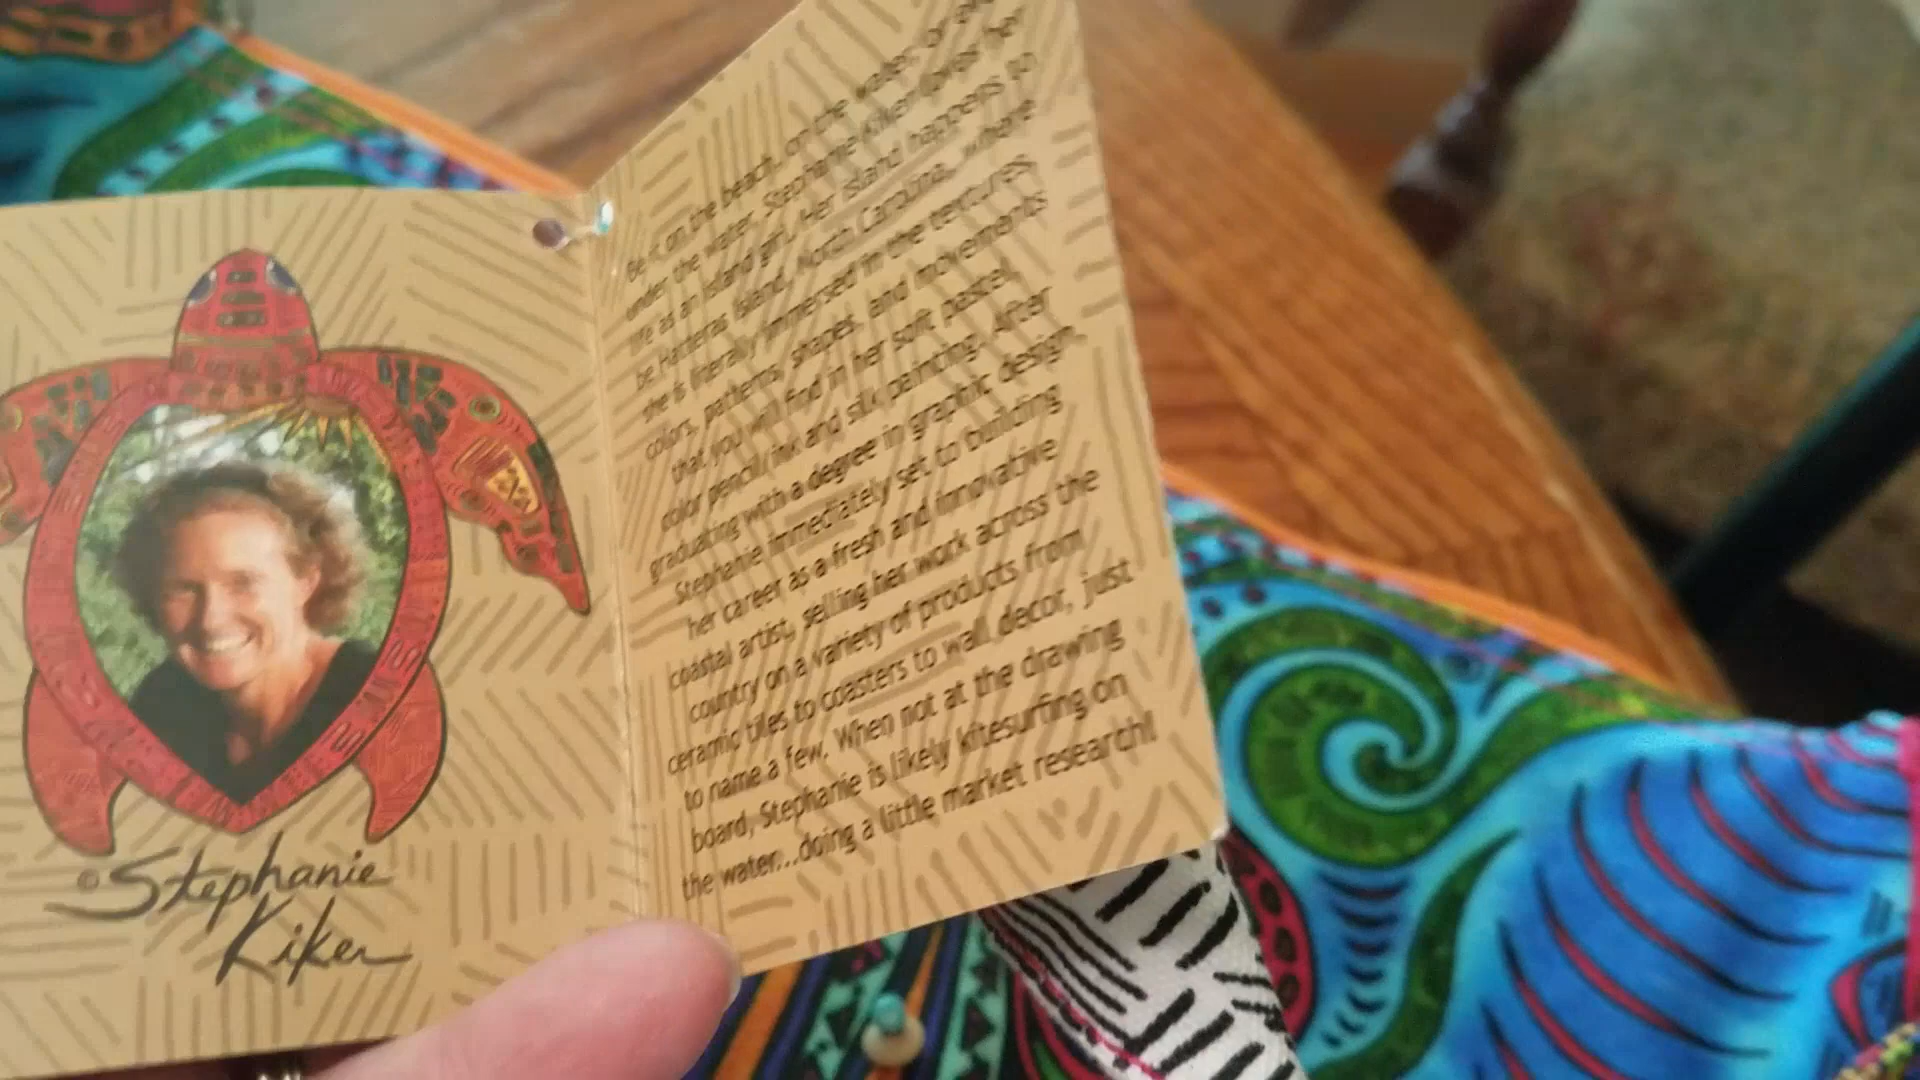 ©Stephanie
Kiker
Be it on the beach, on the water, or
under the water, Stephanie Kiker loves her
life as an island girl. Her island happens to
be Hatteras Island, North Carolina, where
she is literally immersed in the textures,
colors, patterns, shapes, and movements
that you will find in her soft pastel,
color pencil, ink and silk painting. After
graduating with a degree in graphic design,
Stephanie immediately set to building
her career as a fresh and innovative
coastal artist, selling her work across the
country on a variety of products from
ceramic tiles to coasters to wall decor, just
to name a few. When not at the drawing
board, Stephanie is likely kitesurfing on
the water...doing a little market research!